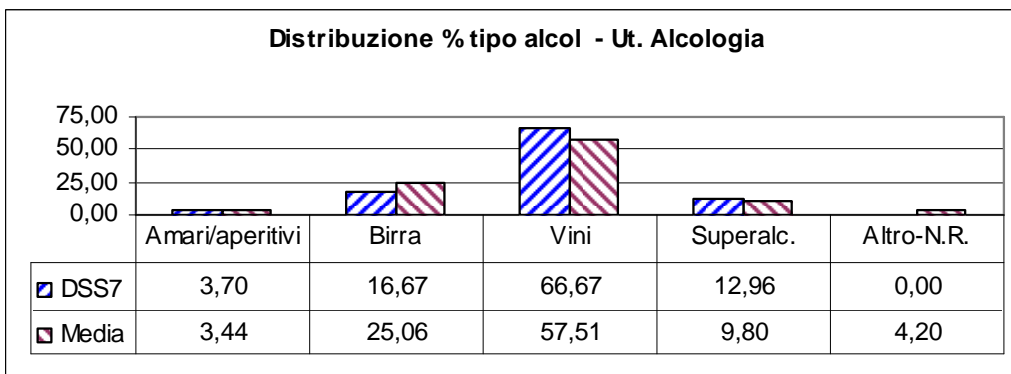 Distribuzione % tipo alcol - Ut. Alcologia
75,00
50,00
25,00
0,00
Amari/aperitivi Birra Vini Superalc. Altro-N.R.
DSS7 3,70 16,67 66,67 12,96 0,00
Media 3,44 25,06 57,51 9,80 4,20